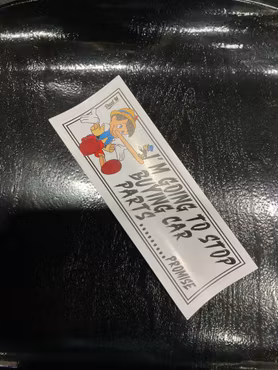 I'M GOING TO STOP
BUYING CAR
PARTS ..........PROMISE